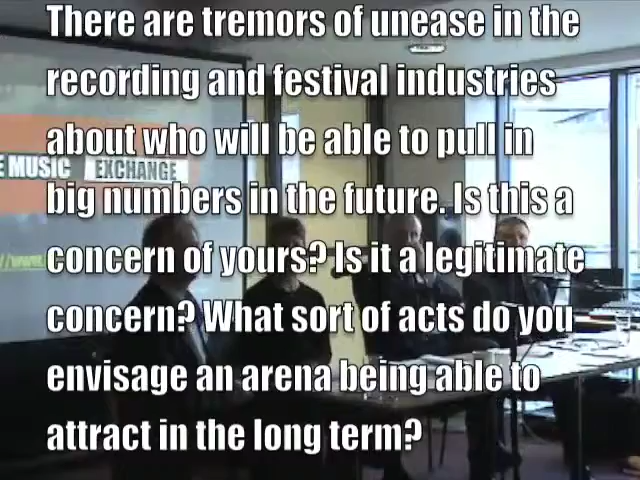 There are tremors of unease in the
recording and festival industries
about who will be able to pull in
E MUSIC EXCHANGE
big numbers in the future. Is this a
concern of yours? Is it a legitimate
concern? What sort of acts do you
envisage an arena being able to
attract in the long term?